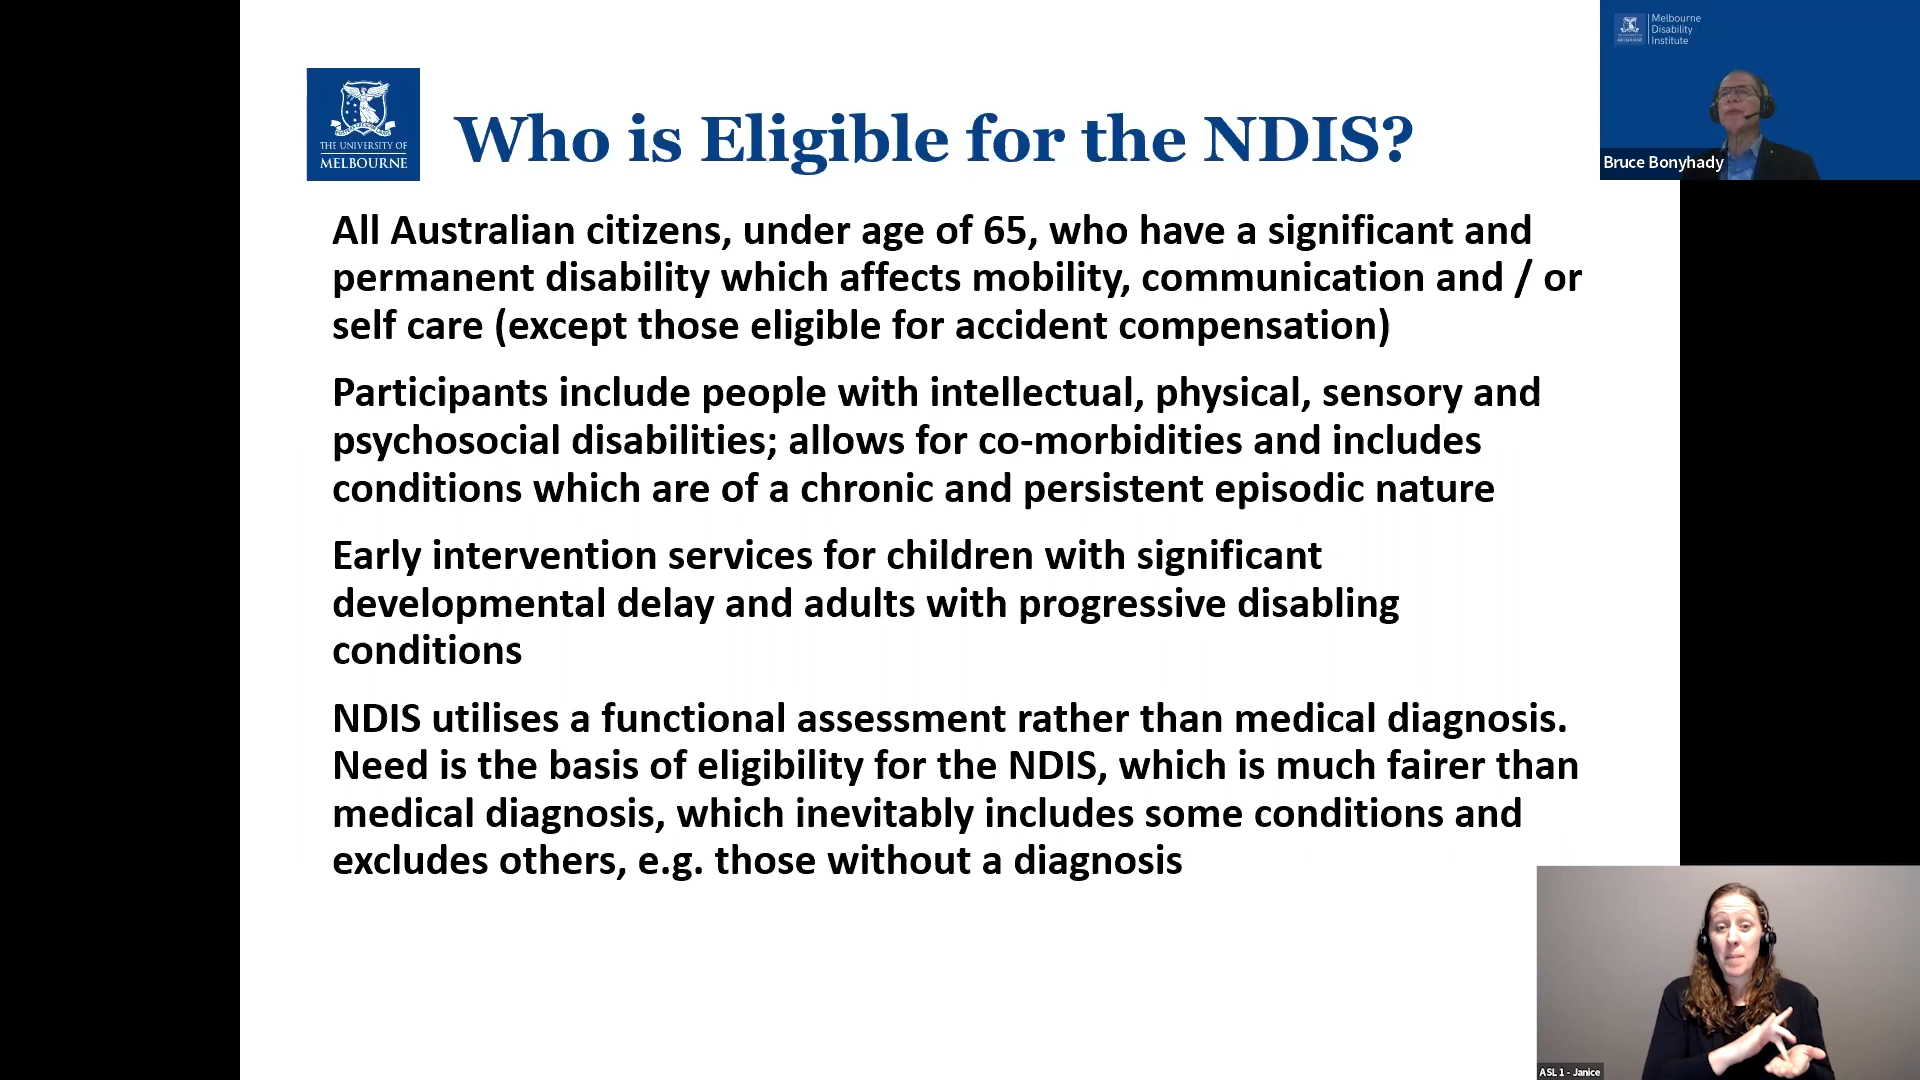 THE UNIVERSITY OF
MELBOURNE
Who is Eligible for the NDIS?
All Australian citizens, under age of 65, who have a significant and
permanent disability which affects mobility, communication and / or
self care (except those eligible for accident compensation)
Participants include people with intellectual, physical, sensory and
psychosocial disabilities; allows for co-morbidities and includes
conditions which are of a chronic and persistent episodic nature
Early intervention services for children with significant
developmental delay and adults with progressive disabling
conditions
NDIS utilises a functional assessment rather than medical diagnosis.
Need is the basis of eligibility for the NDIS, which is much fairer than
medical diagnosis, which inevitably includes some conditions and
excludes others, e.g. those without a diagnosis
Melbourne
Disability
Institute
Bruce Bonyhady
ASL 1 - Janice